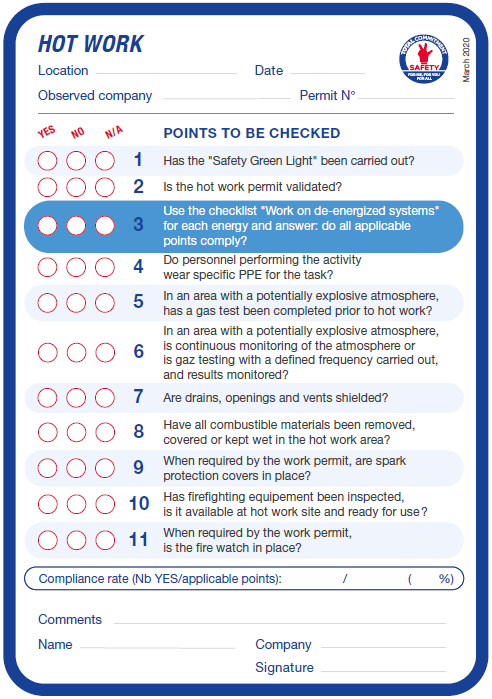 HOT WORK
TOTAL COMMITMENT
SAFETY
FOR ME, FOR YOU
FOR ALL
March 2020
Location
Date
Observed company
Permit N°
YES
NO
N/A
POINTS TO BE CHECKED
1
Has the "Safety Green Light" been carried out?
2
Is the hot work permit validated?
3
Use the checklist "Work on de-energized systems"
for each energy and answer: do all applicable
points comply?
4
Do personnel performing the activity
wear specific PPE for the task?
5
In an area with a potentially explosive atmosphere,
has a gas test been completed prior to hot work?
6
In an area with a potentially explosive atmosphere,
is continuous monitoring of the atmosphere or
is gaz testing with a defined frequency carried out,
and results monitored?
7
Are drains, openings and vents shielded?
8
Have all combustible materials been removed,
covered or kept wet in the hot work area?
9
When required by the work permit, are spark
protection covers in place?
10
Has firefighting equipement been inspected,
is it available at hot work site and ready for use?
11
When required by the work permit,
is the fire watch in place?
Compliance rate (Nb YES/applicable points): / ( %)
Comments
Name
Company
Signature